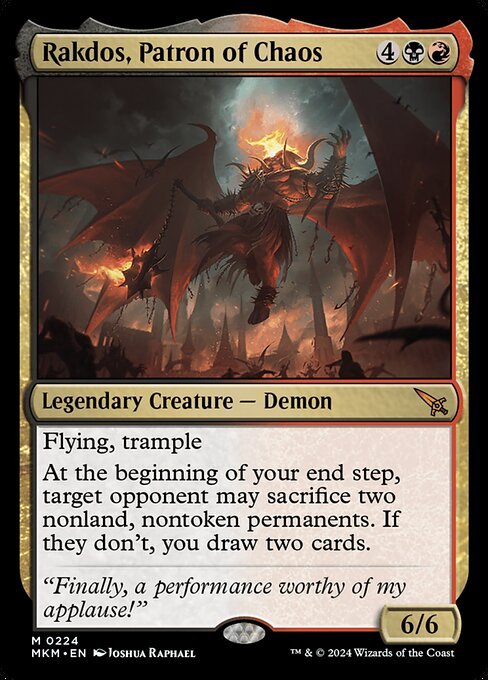 Rakdos, Patron of Chaos 4
Legendary Creature — Demon
Flying, trample
At the beginning of your end step,
target opponent may sacrifice two
nonland, nontoken permanents. If
they don't, you draw two cards.
“Finally, a performance worthy of my
applause!”
6/6
M 0224
MKM • EN Joshua Raphael
™ & © 2024 Wizards of the Coast